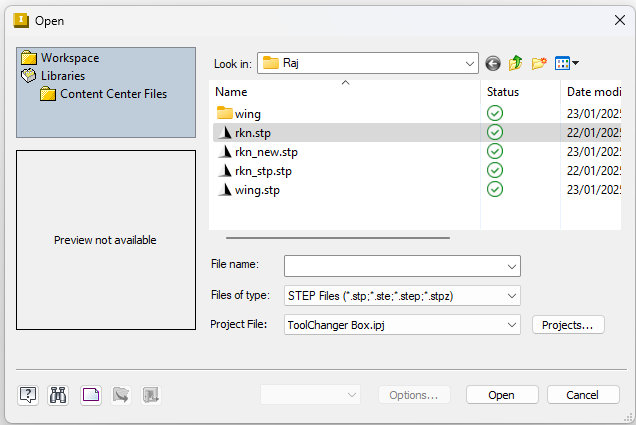 Open
Workspace
Libraries
Content Center Files
Preview not available
Look in: Raj
Name Status Date modi
wing 23/01/2025
rkn.stp 22/01/2025
rkn_new.stp 23/01/2025
rkn_stp.stp 22/01/2025
wing.stp 23/01/2025
File name:
Files of type: STEP Files (*.stp;*.ste;*.step;*.stpz)
Project File: ToolChanger Box.ipj Projects...
Options... Open Cancel